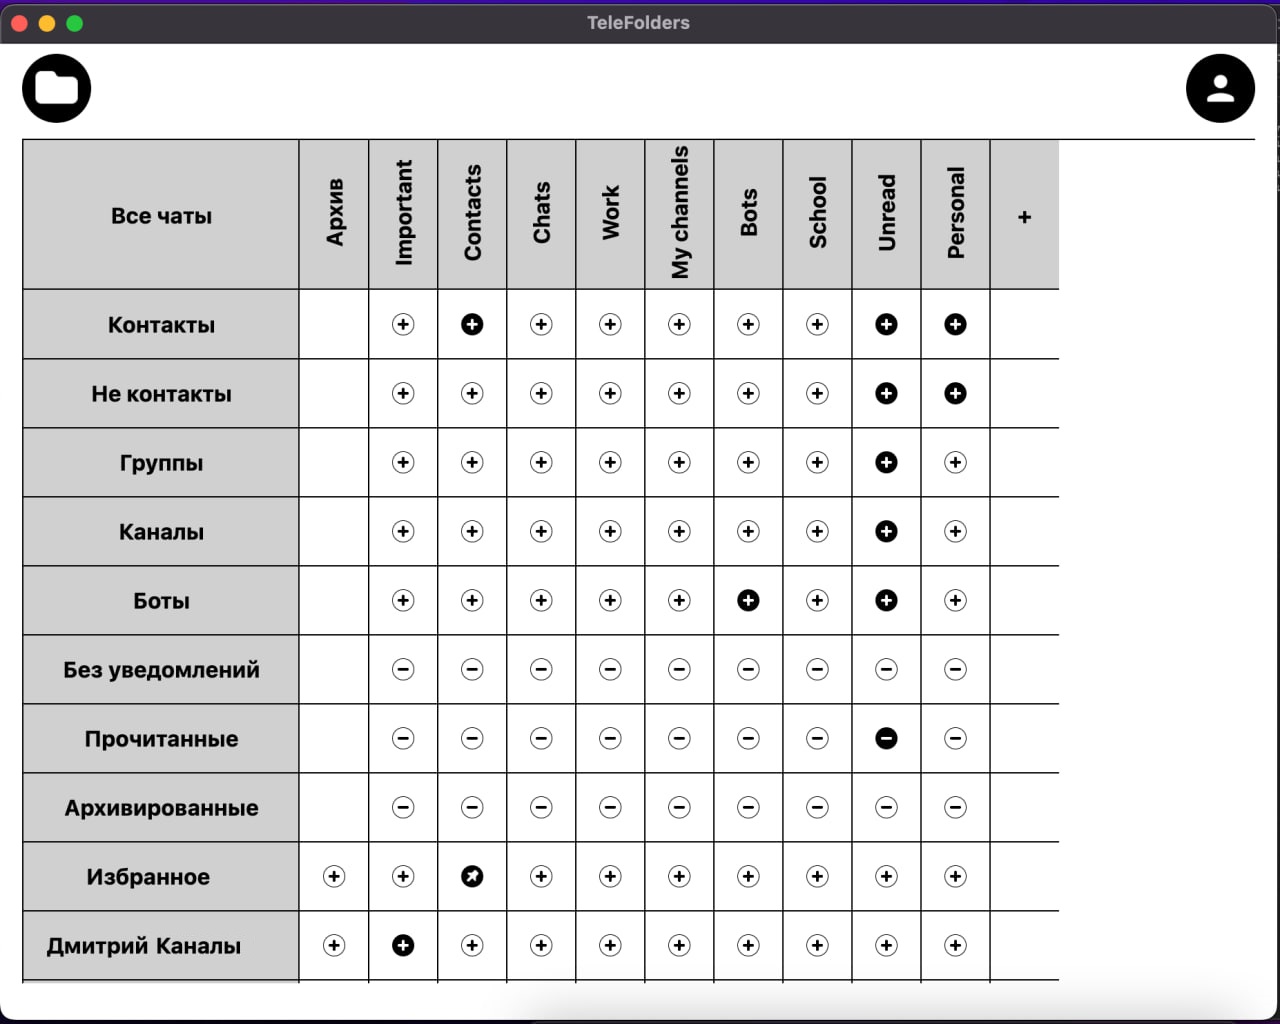 TeleFolders
Все чаты
Архив
Important
Contacts
Chats
Work
My channels
Bots
School
Unread
Personal
+
Контакты
Не контакты
Группы
Каналы
Боты
Без уведомлений
Прочитанные
Архивированные
Избранное
Дмитрий Каналы